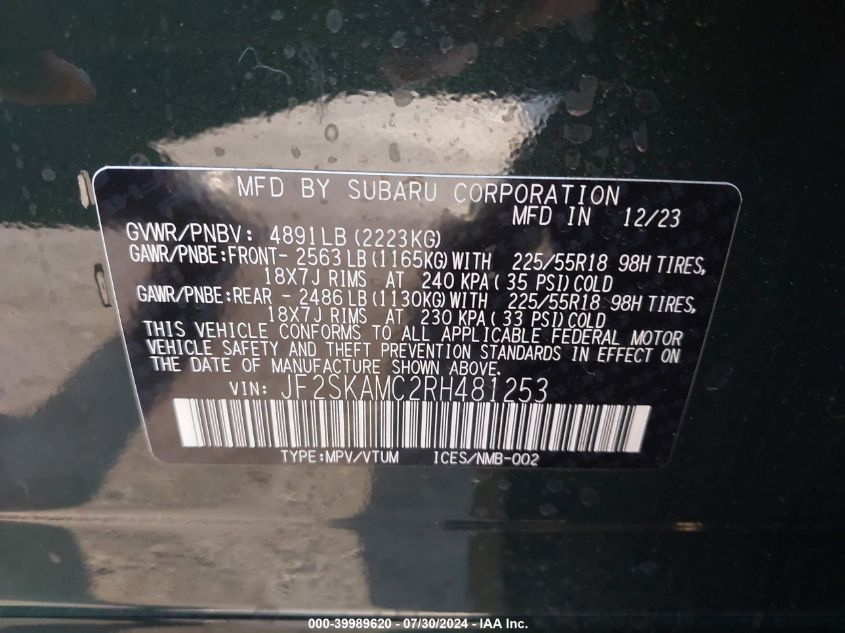 MFD BY SUBARU CORPORATION
MFD IN 12/23
GVWR/PNBV: 4891LB (2223KG)
GAWR/PNBE:FRONT- 2563 LB (1165KG) WITH 225/55R18 98H TIRES,
18X7J RIMS AT 240 KPA ( 35 PSI) COLD
GAWR/PNBE:REAR - 2486 LB (1130KG) WITH 225/55R18 98H TIRES,
18X7J RIMS AT 230 KPA ( 33 PSI) COLD
THIS VEHICLE CONFORMS TO ALL APPLICABLE FEDERAL MOTOR
VEHICLE SAFETY AND THEFT PREVENTION STANDARDS IN EFFECT ON
THE DATE OF MANUFACTURE SHOWN ABOVE.
VIN: JF2SKAMC2RH481253
TYPE:MPV/VTUM ICES/NMB-002
000-39989620 - 07/30/2024 - IAA Inc.